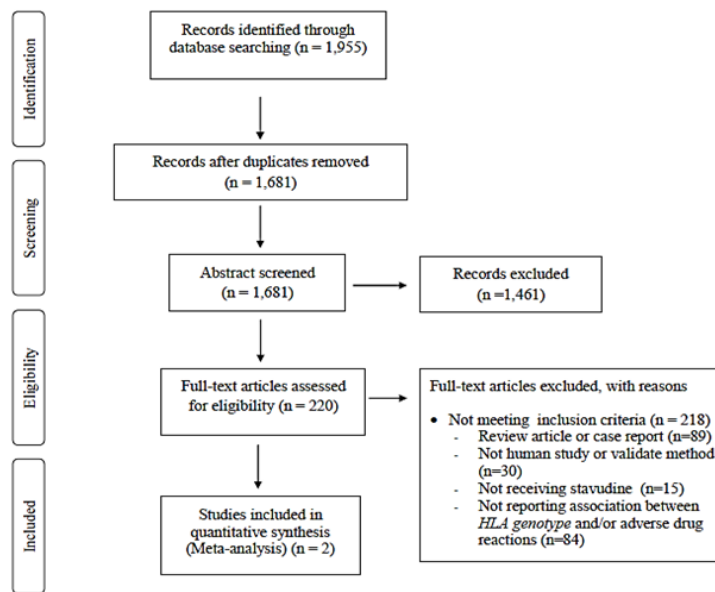 Identification
Records identified through
database searching (n = 1,955)
Records after duplicates removed
(n = 1,681)
Screening
Abstract screened
(n = 1,681)
Records excluded
(n =1,461)
Eligibility
Full-text articles assessed
for eligibility (n = 220)
Full-text articles excluded, with reasons
• Not meeting inclusion criteria (n = 218)
- Review article or case report (n=89)
- Not human study or validate method
(n=30)
- Not receiving stavudine (n=15)
- Not reporting association between
HLA genotype and/or adverse drug
reactions (n=84)
Included
Studies included in
quantitative synthesis
(Meta-analysis) (n = 2)